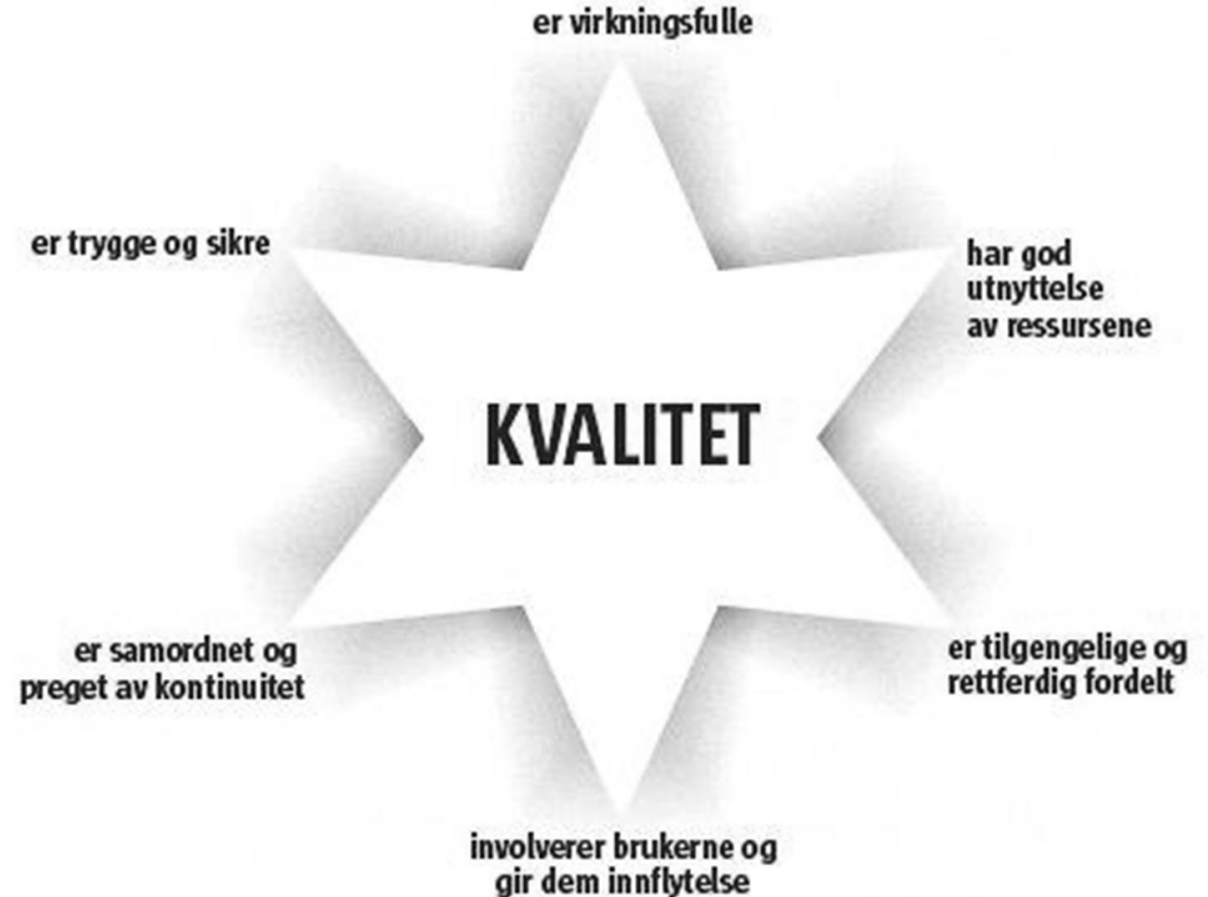 er virkningsfulle
er trygge og sikre
har god
utnyttelse
av ressursene
KVALITET
er samordnet og
preget av kontinuitet
er tilgengelige og
rettferdig fordelt
involverer brukerne og
gir dem innflytelse